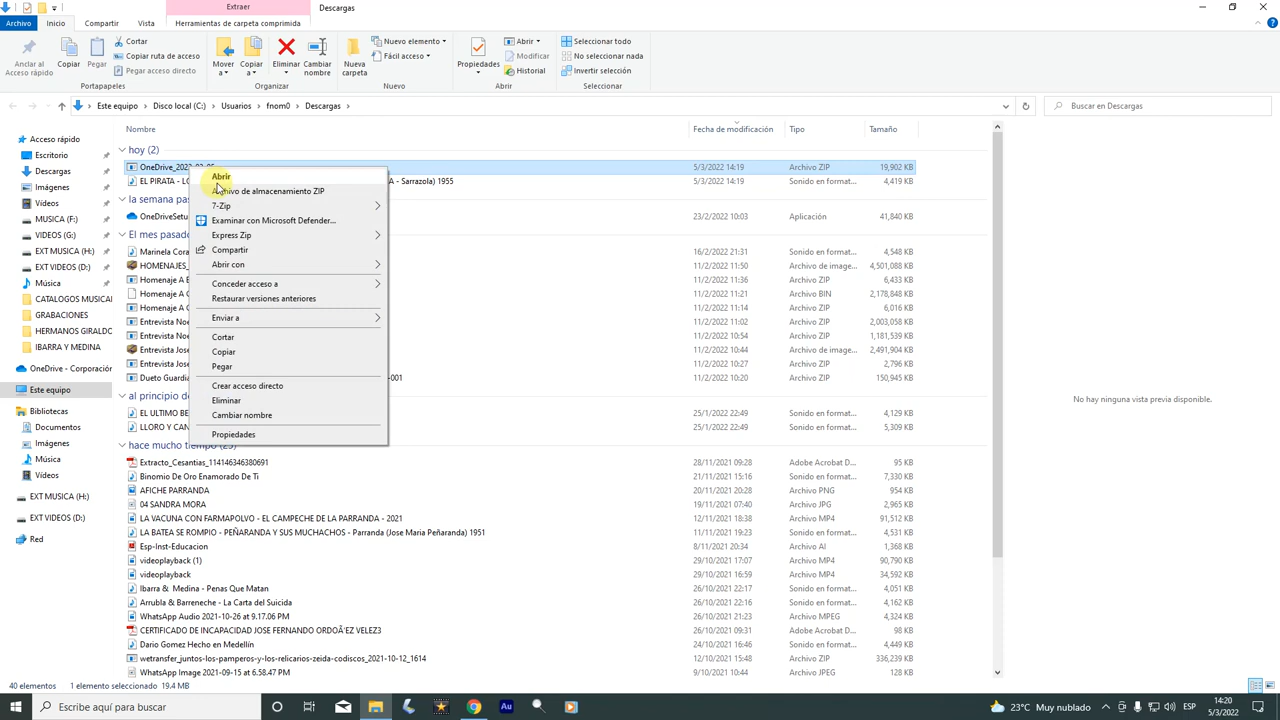 Extraer
Descargas
Archivo
Inicio
Compartir
Vista
Herramientas de carpeta comprimida
Anclar al Acceso rápido
Copiar
Pegar
Cortar
Copiar ruta de acceso
Pegar acceso directo
Portapapeles
Mover a
Copiar a
Eliminar
Cambiar nombre
Organizar
Nueva carpeta
Nuevo elemento
Fácil acceso
Nuevo
Propiedades
Abrir
Modificar
Historial
Abrir
Seleccionar todo
No seleccionar nada
Invertir selección
Seleccionar
Este equipo > Disco local (C:) > Usuarios > fnom0 > Descargas >
Buscar en Descargas
Nombre Fecha de modificación Tipo Tamaño
Acceso rápido
Escritorio
Descargas
Imágenes
Vídeos
MUSICA (F:)
VIDEOS (G:)
EXT MUSICA (H:)
EXT VIDEOS (D:)
Música
CATALOGOS MUSICA
GRABACIONES
HERMANOS GIRALDO
IBARRA Y MEDINA
OneDrive - Corporación
Este equipo
Bibliotecas
Documentos
Imágenes
Música
Vídeos
EXT MUSICA (H:)
EXT VIDEOS (D:)
Red
hoy (2)
5/3/2022 14:19 Archivo ZIP 19,902 KB
EL PIRATA - - Sarrazola) 5/3/2022 14:19 Sonido en format... 4,419 KB
la semana
OneDriveSetu 23/2/2022 10:03 Aplicación 41,840 KB
El mes pasado
Marinela Cora 16/2/2022 21:31 Sonido en format... 4,548 KB
HOMENAJES_ 11/2/2022 11:50 Archivo de image... 4,501,088 KB
Homenaje A 11/2/2022 11:36 Archivo ZIP 6,433 KB
Homenaje A 11/2/2022 11:21 Archivo BIN 2,178,848 KB
Homenaje A 11/2/2022 11:14 Archivo ZIP 6,016 KB
Entrevista Noe 11/2/2022 11:02 Archivo ZIP 2,003,058 KB
Entrevista Noe 11/2/2022 10:54 Archivo ZIP 1,181,539 KB
Entrevista Jose 11/2/2022 10:44 Archivo de image... 2,491,904 KB
Entrevista Jose 11/2/2022 10:27 Archivo ZIP 2,796 KB
Dueto Guardia -001 11/2/2022 10:20 Archivo ZIP 150,945 KB
al principio
EL ULTIMO BE 25/1/2022 22:49 Sonido en format... 4,129 KB
LLORO Y CAN 25/1/2022 22:49 Sonido en format... 5,309 KB
hace mucho tiempo (23)
Extracto_Cesantias_114146346380691 28/11/2021 09:28 Adobe Acrobat D... 95 KB
Binomio De Oro Enamorado De Ti 21/11/2021 15:16 Sonido en format... 7,330 KB
AFICHE PARRANDA 20/11/2021 20:28 Archivo PNG 954 KB
04 SANDRA MORA 19/11/2021 07:40 Archivo JPG 2,965 KB
LA VACUNA CON FARMAPOLVO - EL CAMPECHE DE LA PARRANDA - 2021 12/11/2021 18:38 Archivo MP4 91,512 KB
LA BATEA SE ROMPIO - PEÑARANDA Y SUS MUCHACHOS - Parranda (Jose Maria Peñaranda) 1951 11/11/2021 19:23 Sonido en format... 4,531 KB
Esp-Inst-Educacion 8/11/2021 20:34 Archivo AI 1,368 KB
videoplayback (1) 29/10/2021 17:07 Archivo MP4 90,790 KB
videoplayback 29/10/2021 16:59 Archivo MP4 34,592 KB
Ibarra & Medina - Penas Que Matan 26/10/2021 22:19 Sonido en format... 4,051 KB
Arrubla & Barreneche - La Carta del Suicida 26/10/2021 22:16 Sonido en format... 4,292 KB
WhatsApp Audio 2021-10-26 at 9.17.06 PM 26/10/2021 21:23 Archivo MPEG 4,324 KB
CERTIFICADO DE INCAPACIDAD JOSE FERNANDO ORDOÃ'EZ VELEZ3 26/10/2021 09:31 Adobe Acrobat D... 98 KB
Dario Gomez Hecho en Medellín 24/10/2021 16:46 Sonido en format... 4,449 KB
wetransfer_juntos-los-pamperos-y-los-relicarios-zeida-codiscos_2021-10-12_1614 12/10/2021 15:48 Archivo ZIP 336,239 KB
WhatsApp Image 2021-09-15 at 6.58.47 PM 9/10/2021 10:44 Archivo JPEG 128 KB
Abrir
Archivo de almacenamiento ZIP
7-Zip
Examinar con Microsoft Defender...
Express Zip
Compartir
Abrir con
Conceder acceso a
Restaurar versiones anteriores
Enviar a
Cortar
Copiar
Pegar
Crear acceso directo
Eliminar
Cambiar nombre
Propiedades
No hay ninguna vista previa disponible.
40 elementos 1 elemento seleccionado 19.4 MB
Escribe aquí para buscar
Au
23°C Muy nublado
ESP
14:20
5/3/2022